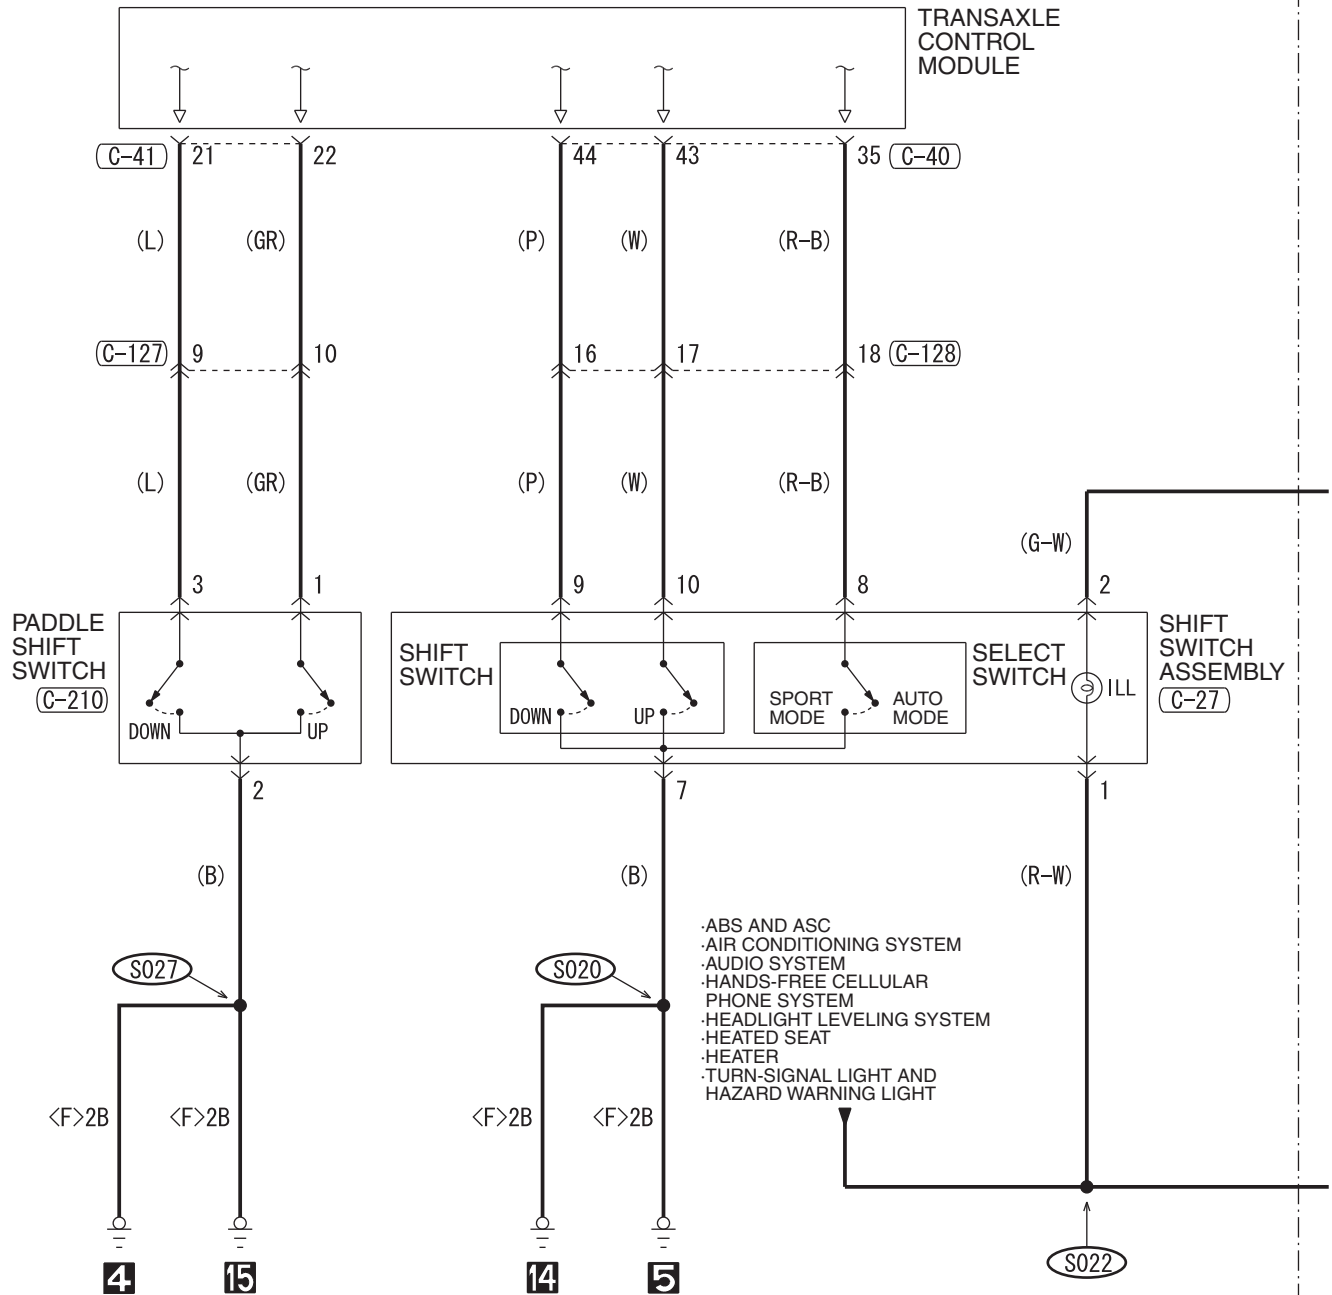 TRANSAXLE
CONTROL
MODULE
C-41 21 22 44 43 35 C-40
(L) (GR) (P) (W) (R-B)
C-127 9 10 16 17 18 C-128
(L) (GR) (P) (W) (R-B)
(G-W)
3 1 9 10 8 2
PADDLE
SHIFT
SWITCH
C-210
DOWN UP
SHIFT
SWITCH
DOWN UP
SPORT
MODE
AUTO
MODE
SELECT
SWITCH
ILL
SHIFT
SWITCH
ASSEMBLY
C-27
2 7 1
(B) (B) (R-W)
S027 S020
·ABS AND ASC
·AIR CONDITIONING SYSTEM
·AUDIO SYSTEM
·HANDS-FREE CELLULAR
PHONE SYSTEM
·HEADLIGHT LEVELING SYSTEM
·HEATED SEAT
·HEATER
·TURN-SIGNAL LIGHT AND
HAZARD WARNING LIGHT
<F>2B <F>2B <F>2B <F>2B
4 15 14 5
S022